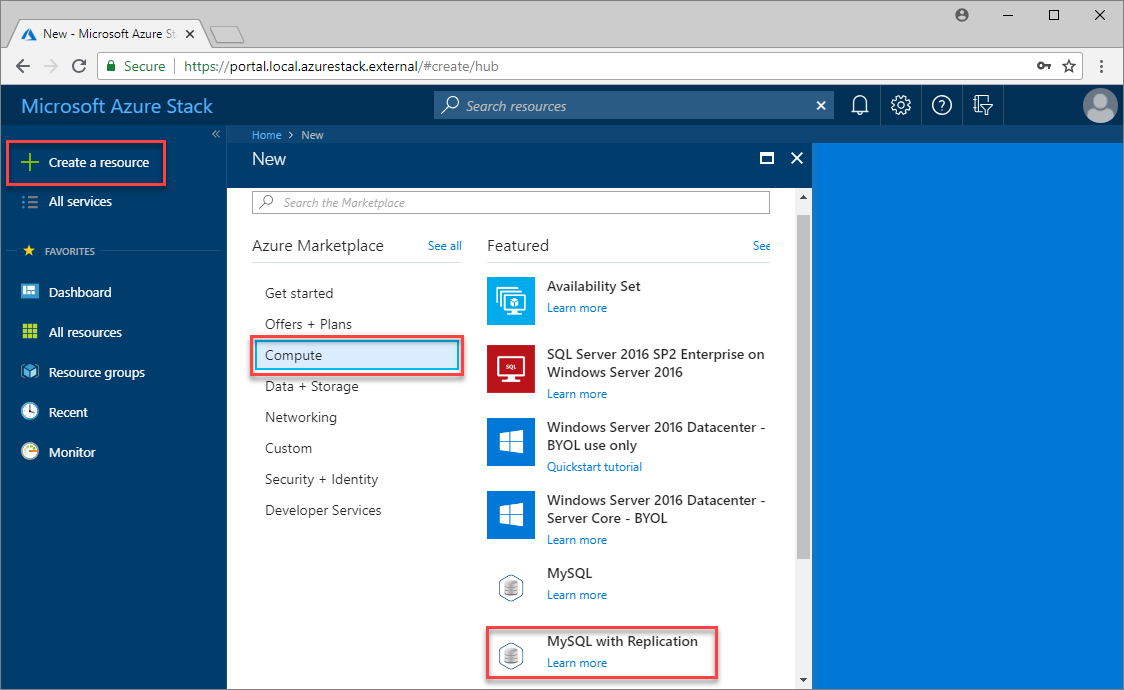 New - Microsoft Azure St
Secure https://portal.local.azurestack.external/#create/hub
Microsoft Azure Stack
Search resources
Create a resource
All services
FAVORITES
Dashboard
All resources
Resource groups
Recent
Monitor
Home > New
New
Search the Marketplace
Azure Marketplace See all
Get started
Offers + Plans
Compute
Data + Storage
Networking
Custom
Security + Identity
Developer Services
Featured See
Availability Set
Learn more
SQL
SQL Server 2016 SP2 Enterprise on
Windows Server 2016
Learn more
Windows Server 2016 Datacenter -
BYOL use only
Quickstart tutorial
Windows Server 2016 Datacenter -
Server Core - BYOL
Learn more
MySQL
Learn more
MySQL with Replication
Learn more